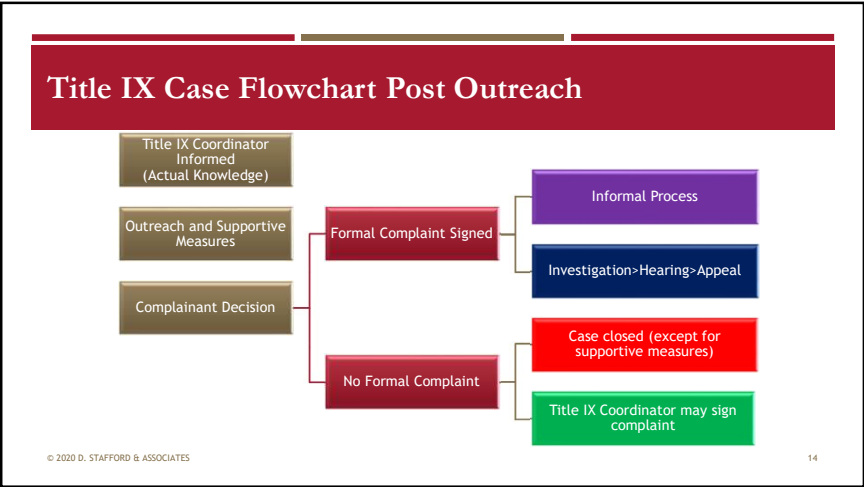 Title IX Case Flowchart Post Outreach
Title IX Coordinator
Informed
(Actual Knowledge)
Outreach and Supportive
Measures
Complainant Decision
Formal Complaint Signed
No Formal Complaint
Informal Process
Investigation>Hearing>Appeal
Case closed (except for
supportive measures)
Title IX Coordinator may sign
complaint
© 2020 D. STAFFORD & ASSOCIATES
14